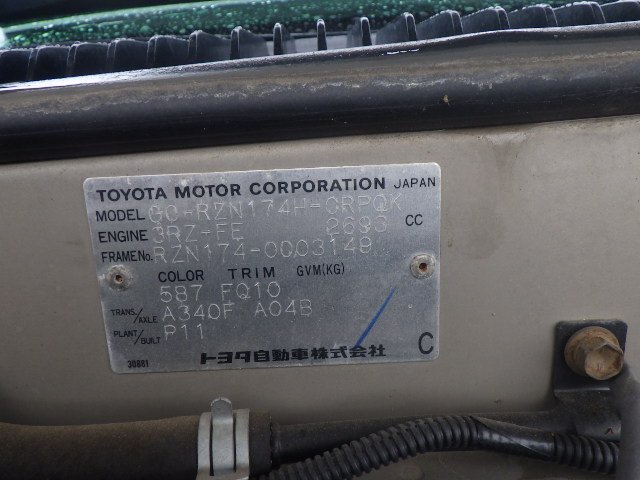 TOYOTA MOTOR CORPORATION JAPAN
MODEL GC-RZN174H-CRPQK
ENGINE 3RZ-FE 2693 CC
FRAME No. RZN174-0003148
COLOR TRIM GVM(KG)
587 FQ10
TRANS./AXLE A340F A04B
PLANT/BUILT P11
30881 トヨタ自動車株式会社 C